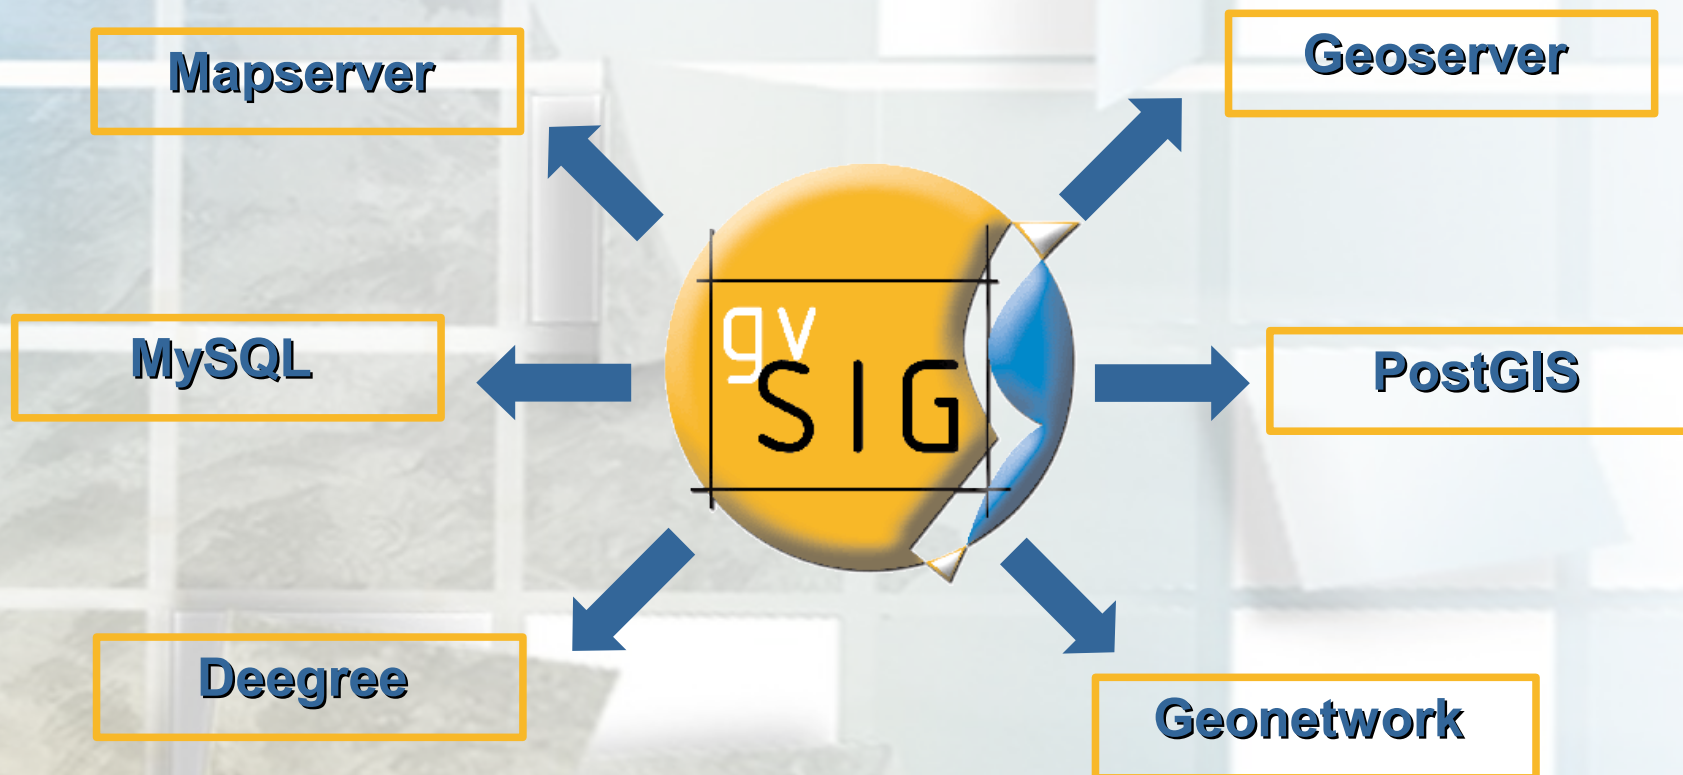 Mapserver
Geoserver
gv
SIG
MySQL
PostGIS
Deegree
Geonetwork